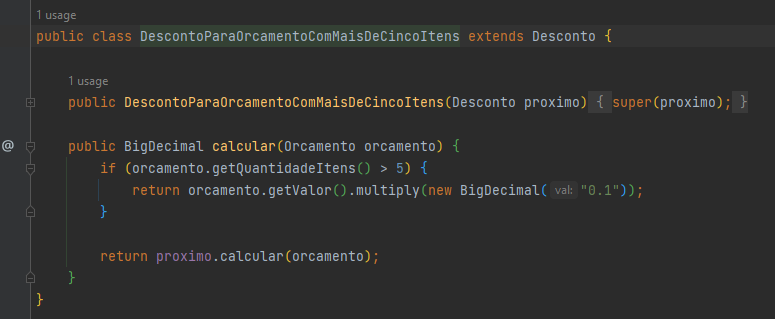 1 usage
public class DescontoParaOrcamentoComMaisDeCincoItens extends Desconto {
1 usage
public DescontoParaOrcamentoComMaisDeCincoItens(Desconto proximo) { super(proximo); }
@ public BigDecimal calcular(Orcamento orcamento) {
if (orcamento.getQuantidadeItens() > 5) {
return orcamento.getValor().multiply(new BigDecimal( val: "0.1"));
}
return proximo.calcular(orcamento);
}
}